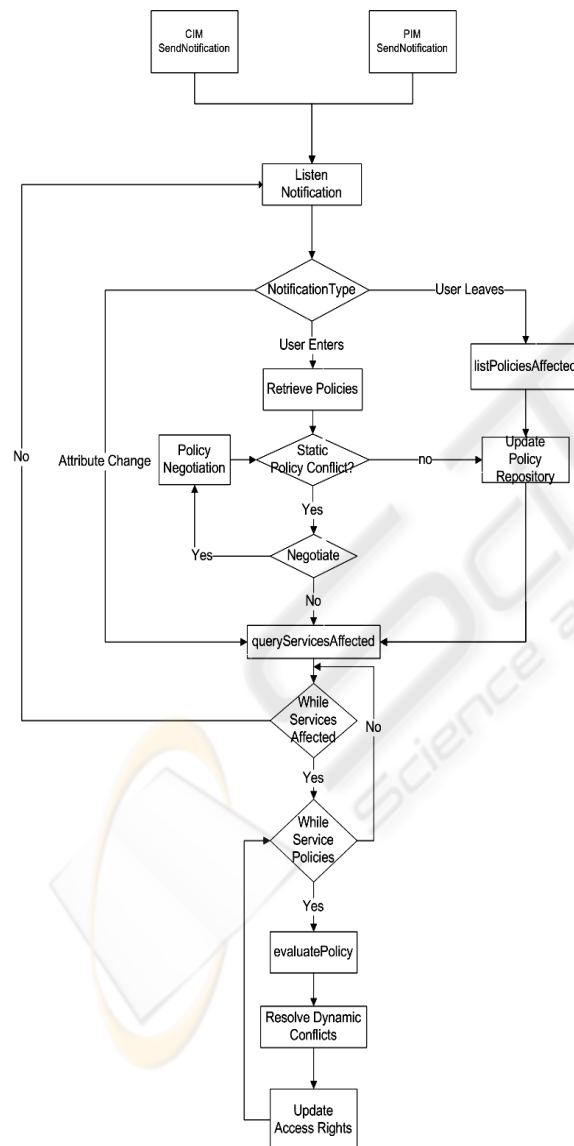 CIM
SendNotification
PIM
SendNotification
Listen
Notification
NotificationType
User Leaves
User Enters
listPoliciesAffected
Retrieve Policies
No
Attribute Change
Policy
Negotiation
Static
Policy Conflict?
no
Update
Policy
Repository
Yes
Yes
Negotiate
No
queryServicesAffected
While
Services
Affected
No
Yes
While
Service
Policies
Yes
evaluatePolicy
Resolve Dynamic
Conflicts
Update
Access Rights
Science a